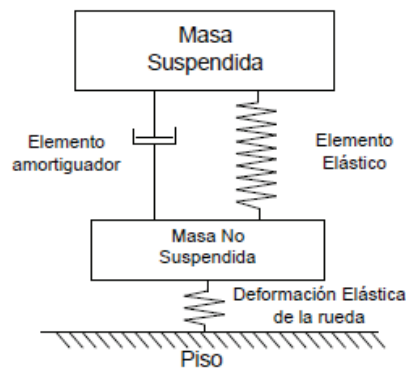 Masa
Suspendida
Elemento
amortiguador
Elemento
Elástico
Masa No
Suspendida
Deformación Elástica
de la rueda
Piso